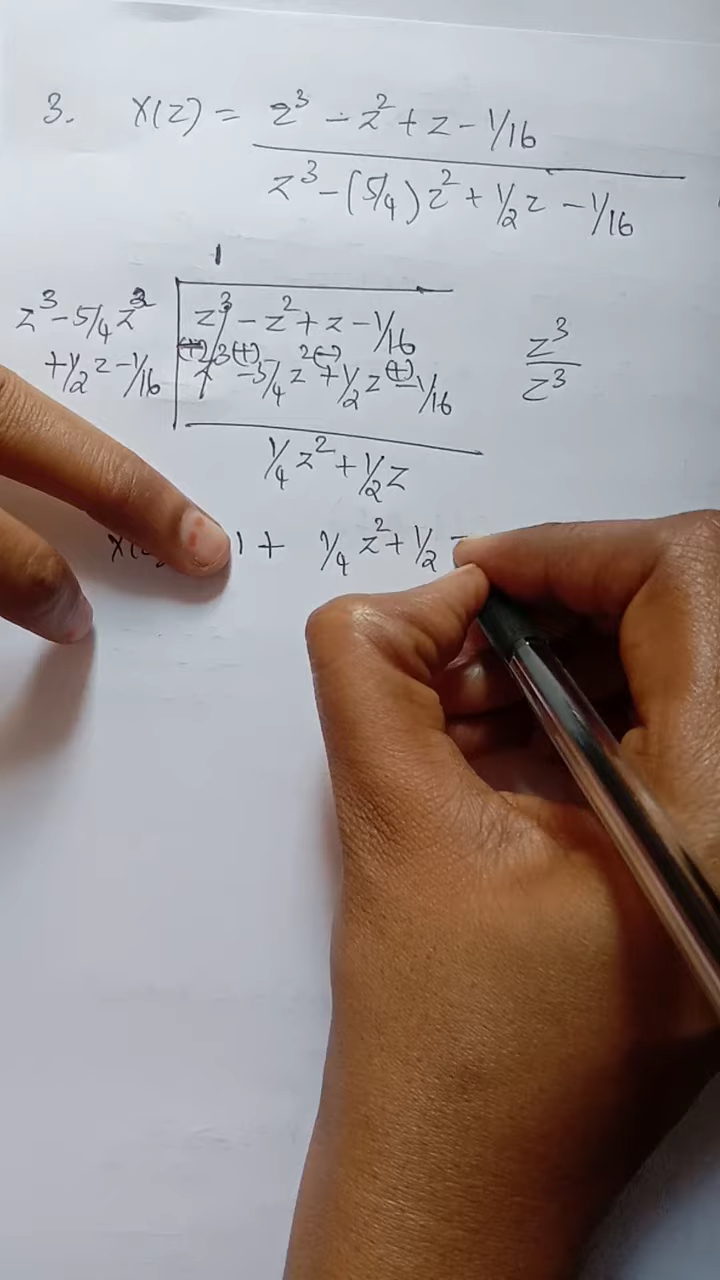 3. X(z) = z³ - z² + z - 1/16
z³ - (5/4) z² + 1/2 z - 1/16
1
z³ - 5/4 z² z³ - z² + z - 1/16
+ 1/2 z - 1/16 z³ - 5/4 z² + 1/2 z - 1/16
(+) (-) (+)
z³
z³
1/4 z² + 1/2 z
1 + 1/4 z² + 1/2